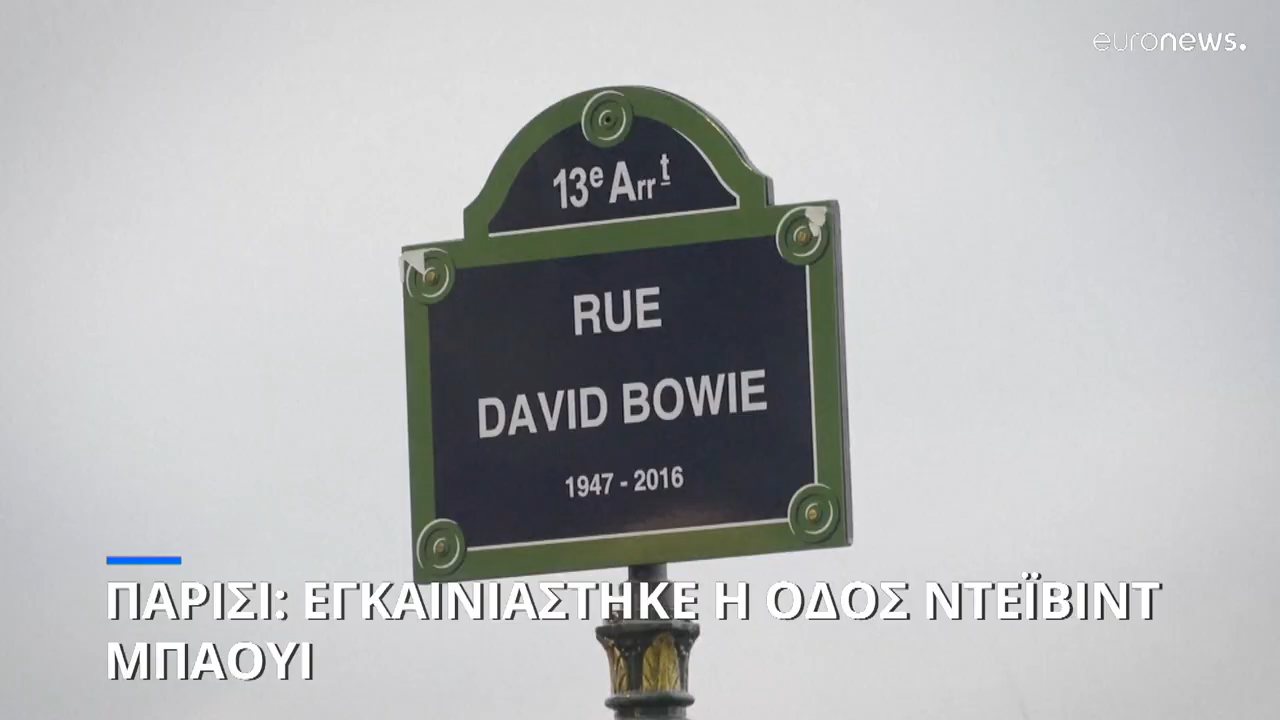 euronews.
13e Arrt
RUE
DAVID BOWIE
1947 - 2016
ΠΑΡΙΣΙ: ΕΓΚΑΙΝΙΑΣΤΗΚΕ Η ΟΔΟΣ ΝΤΕΪΒΙΝΤ
ΜΠΑΟΥΙ